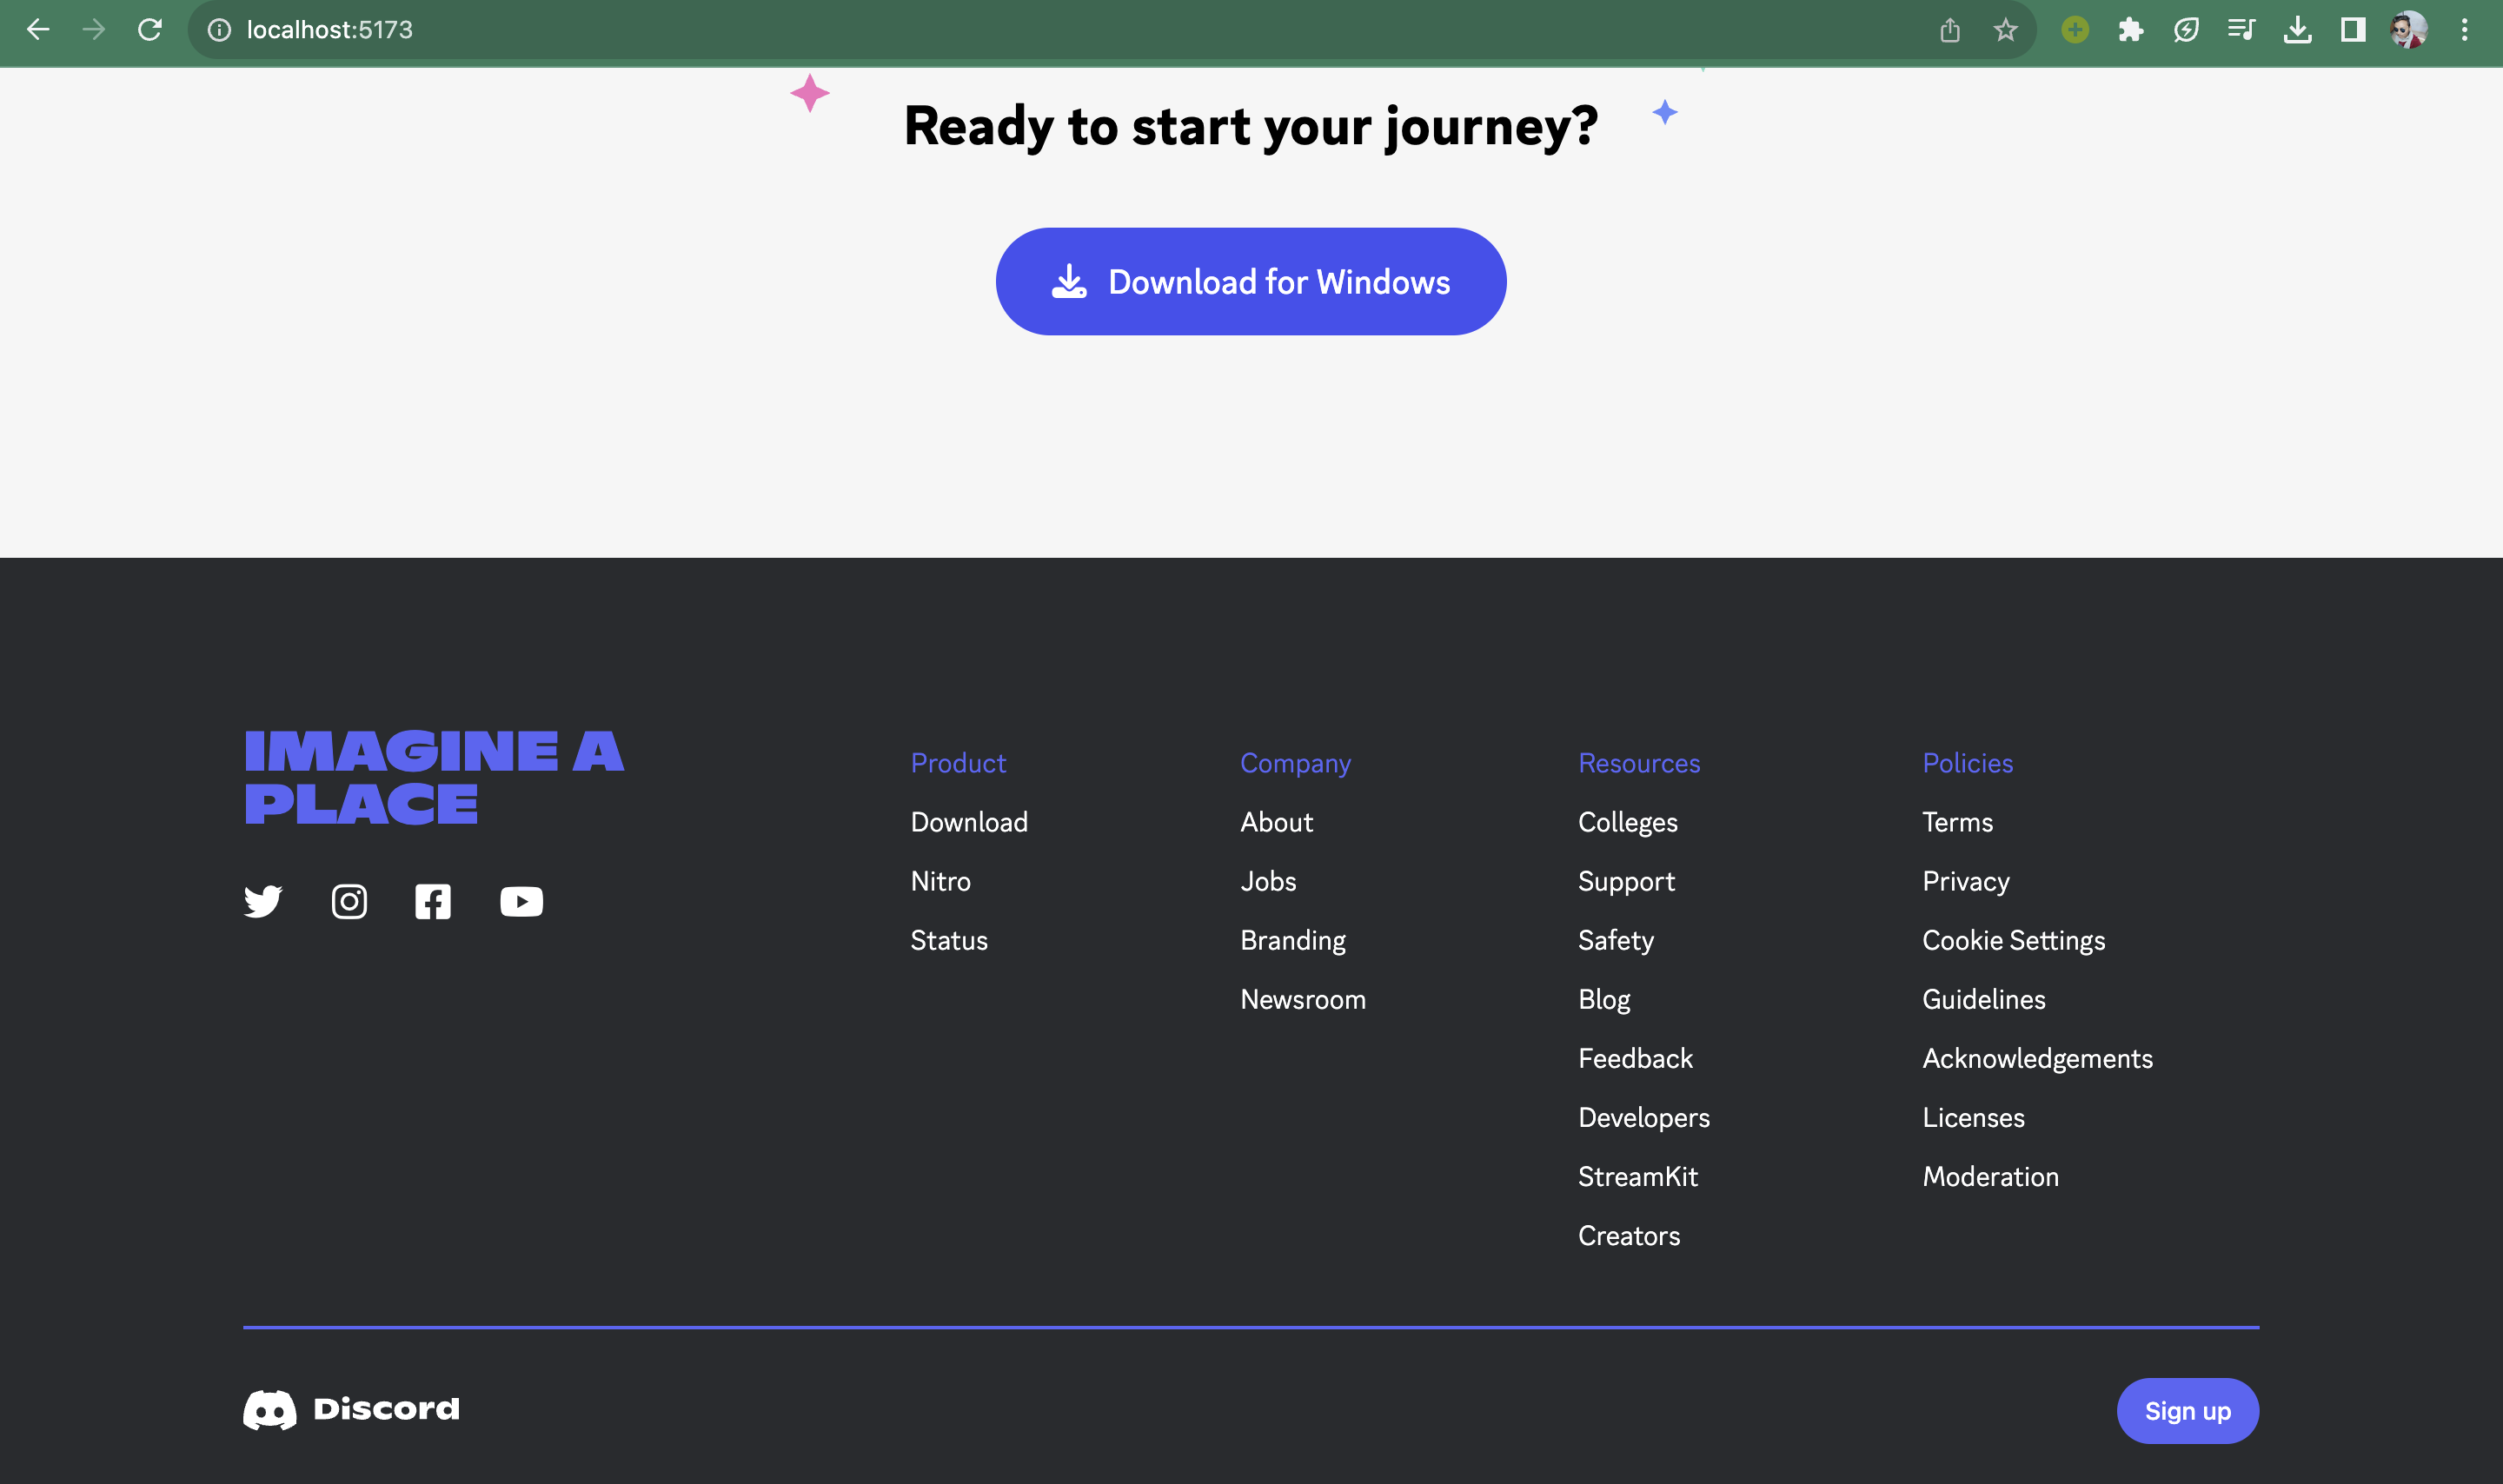 localhost:5173
Ready to start your journey?
Download for Windows
IMAGINE A
PLACE
Product
Download
Nitro
Status
Company
About
Jobs
Branding
Newsroom
Resources
Colleges
Support
Safety
Blog
Feedback
Developers
StreamKit
Creators
Policies
Terms
Privacy
Cookie Settings
Guidelines
Acknowledgements
Licenses
Moderation
Discord
Sign up